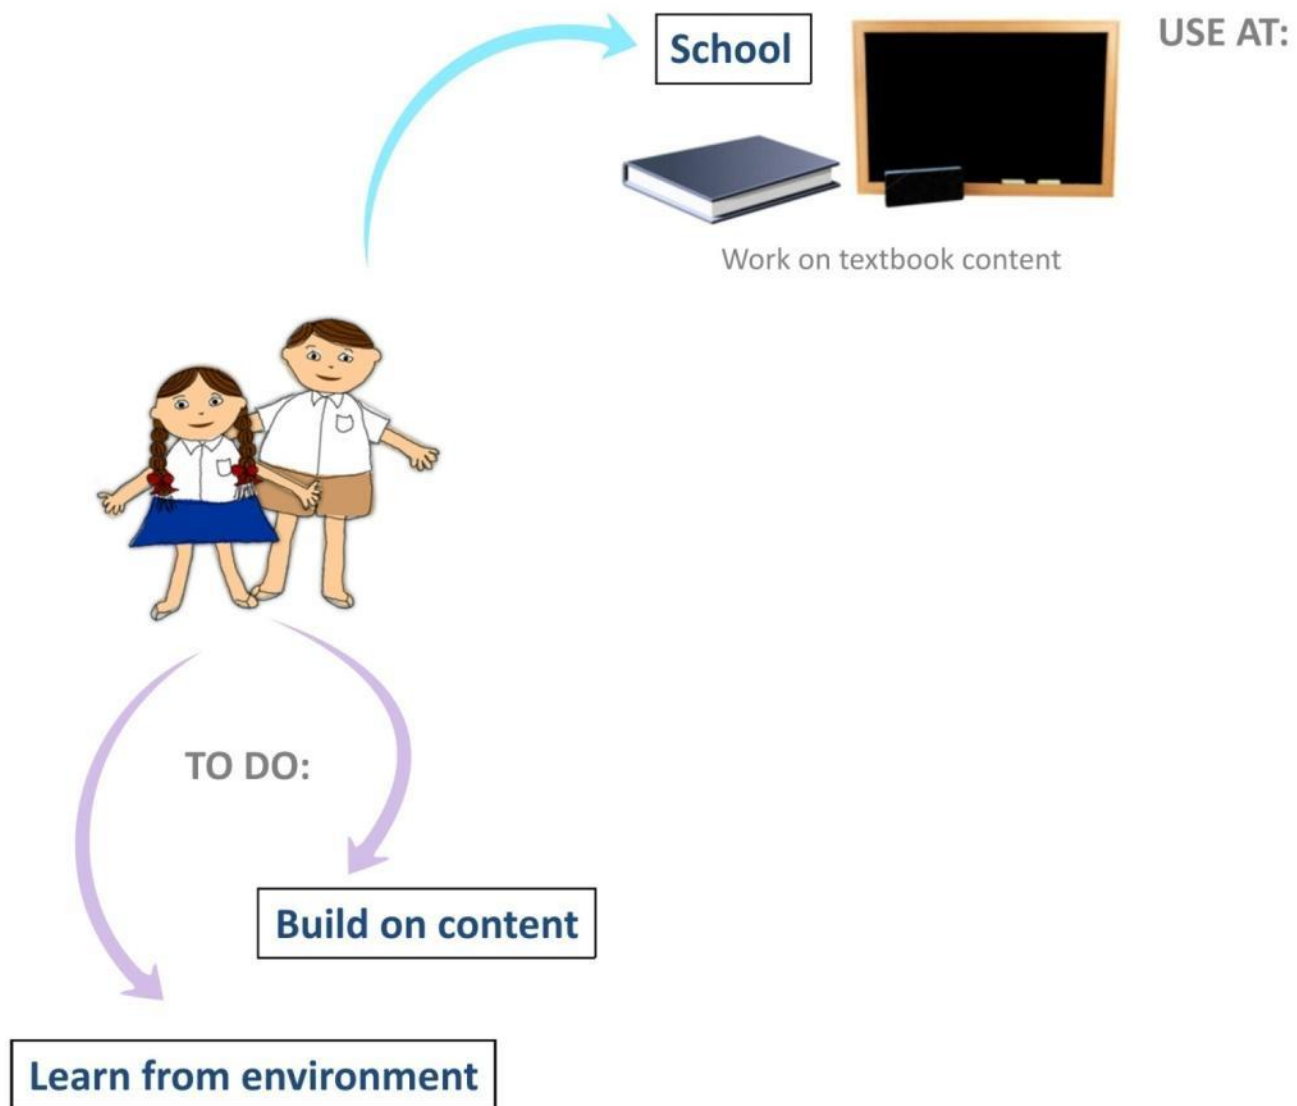 School
USE AT:
Work on textbook content
TO DO:
Build on content
Learn from environment